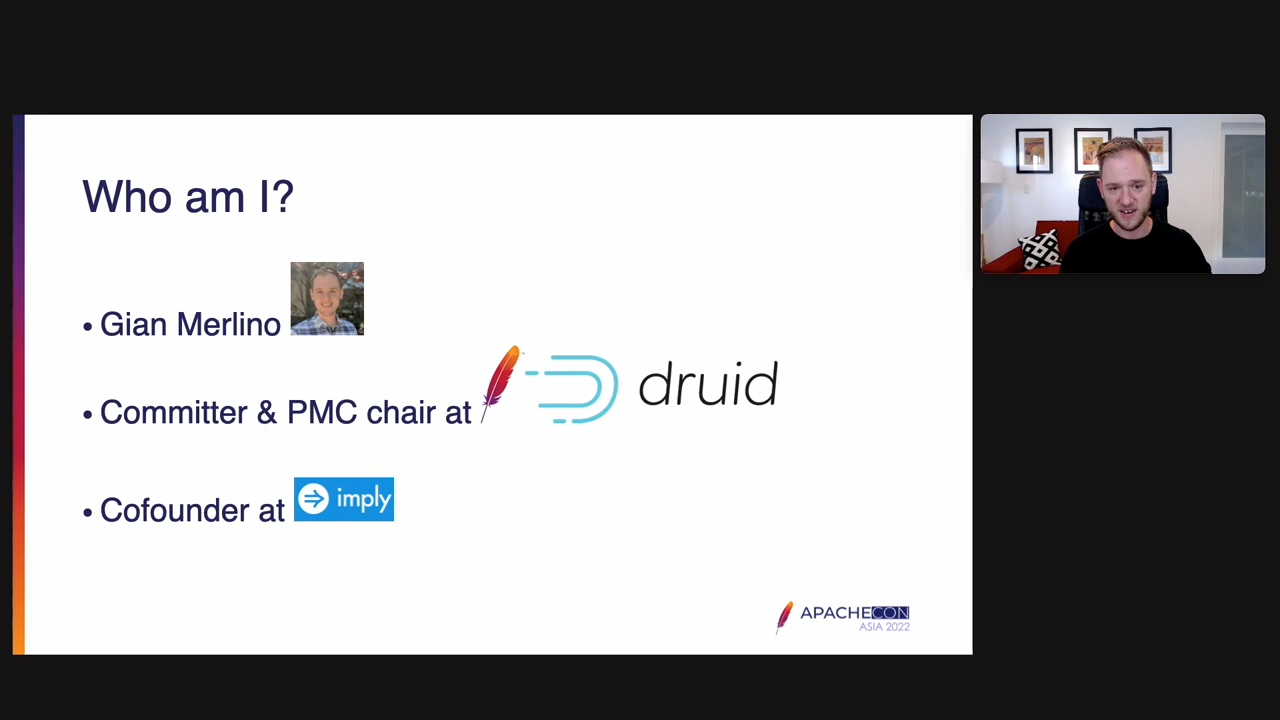 Who am I?
• Gian Merlino
• Committer & PMC chair at druid
• Cofounder at imply
APACHECON
ASIA 2022